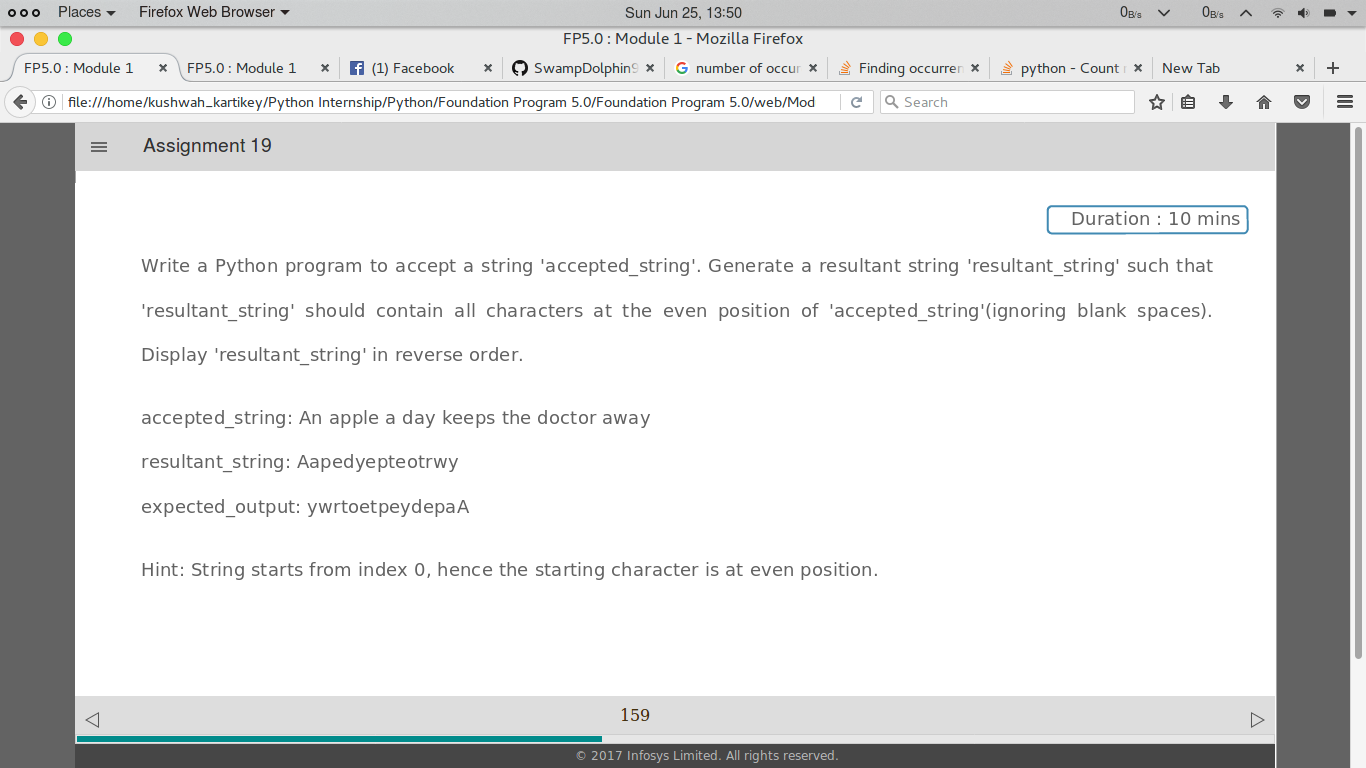 Places Firefox Web Browser Sun Jun 25, 13:50 0B/s 0B/s
FP5.0 : Module 1 - Mozilla Firefox
FP5.0 : Module 1 FP5.0 : Module 1 (1) Facebook SwampDolphin9 number of occur Finding occurren python - Count New Tab
file:///home/kushwah_kartikey/Python Internship/Python/Foundation Program 5.0/Foundation Program 5.0/web/Mod Search
Assignment 19
Duration : 10 mins
Write a Python program to accept a string 'accepted_string'. Generate a resultant string 'resultant_string' such that
'resultant_string' should contain all characters at the even position of 'accepted_string'(ignoring blank spaces).
Display 'resultant_string' in reverse order.
accepted_string: An apple a day keeps the doctor away
resultant_string: Aapedyepteotrwy
expected_output: ywrtoetpeydepaA
Hint: String starts from index 0, hence the starting character is at even position.
159
© 2017 Infosys Limited. All rights reserved.